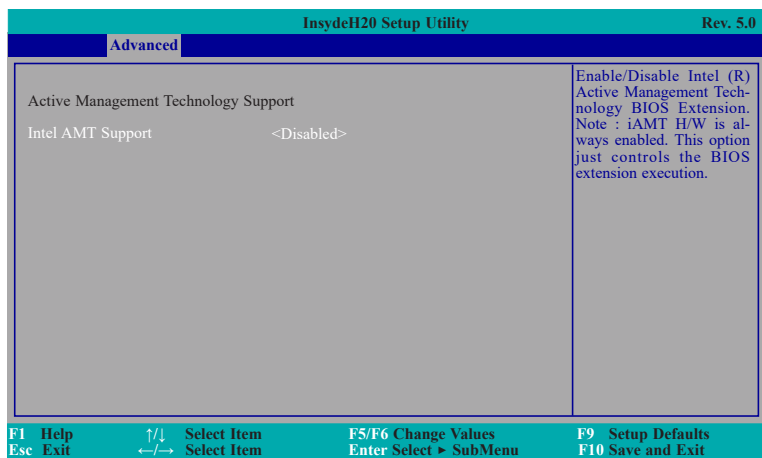 InsydeH20 Setup Utility Rev. 5.0
Advanced
Active Management Technology Support
Intel AMT Support <Disabled>
Enable/Disable Intel (R)
Active Management Tech-
nology BIOS Extension.
Note : iAMT H/W is al-
ways enabled. This option
just controls the BIOS
extension execution.
F1 Help ↑/↓ Select Item F5/F6 Change Values F9 Setup Defaults
Esc Exit ←/→ Select Item Enter Select ► SubMenu F10 Save and Exit